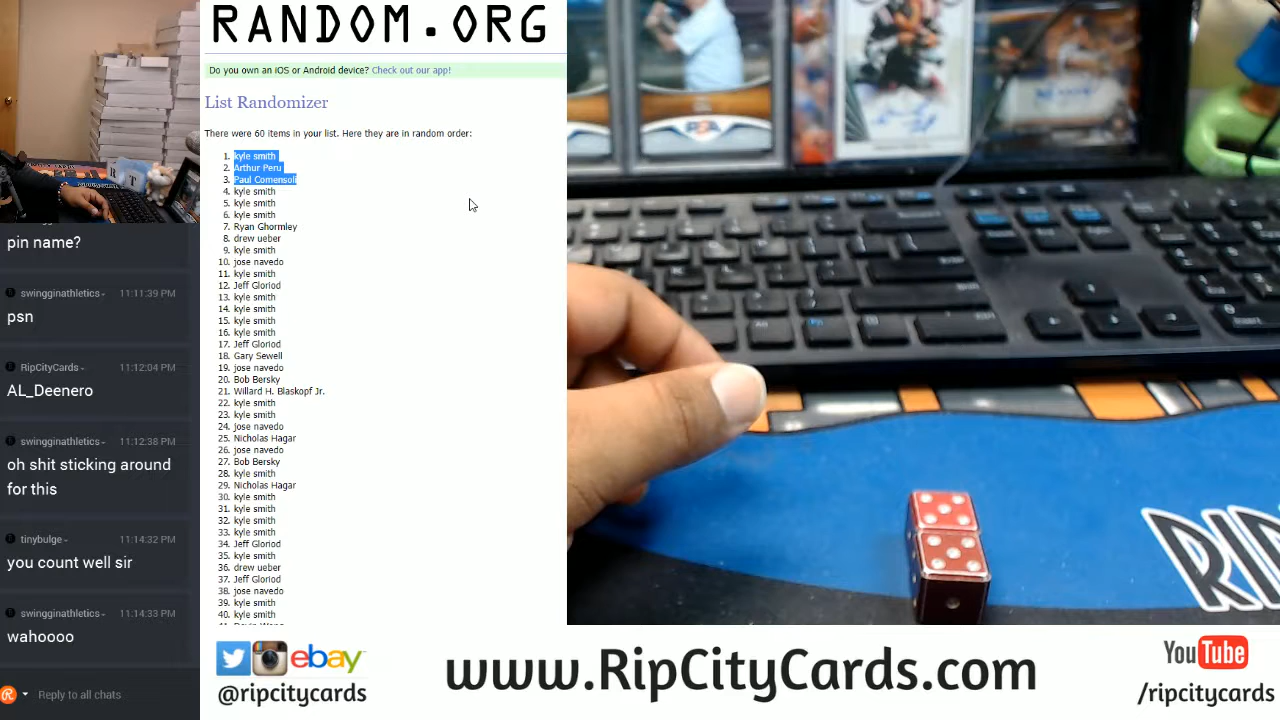 RANDOM.ORG
Do you own an iOS or Android device? Check out our app!
List Randomizer
There were 60 items in your list. Here they are in random order:
1. kyle smith
2. Arthur Peru
3. Paul Comensoli
4. kyle smith
5. kyle smith
6. kyle smith
7. Ryan Ghormley
8. drew ueber
9. kyle smith
10. jose navedo
11. kyle smith
12. Jeff Gloriod
13. kyle smith
14. kyle smith
15. kyle smith
16. kyle smith
17. Jeff Gloriod
18. Gary Sewell
19. jose navedo
20. Bob Bersky
21. Willard H. Blaskopf Jr.
22. kyle smith
23. kyle smith
24. jose navedo
25. Nicholas Hagar
26. jose navedo
27. Bob Bersky
28. kyle smith
29. Nicholas Hagar
30. kyle smith
31. kyle smith
32. kyle smith
33. kyle smith
34. Jeff Gloriod
35. kyle smith
36. drew ueber
37. Jeff Gloriod
38. jose navedo
39. kyle smith
40. kyle smith
pin name?
swingginathletics 11:11:39 PM
psn
RipCityCards 11:12:04 PM
AL_Deenero
swingginathletics 11:12:38 PM
oh shit sticking around
for this
tinybulge 11:14:32 PM
you count well sir
swingginathletics 11:14:33 PM
wahoooo
Reply to all chats
R T
RIP
ebay
@ripcitycards
www.RipCityCards.com
YouTube
/ripcitycards